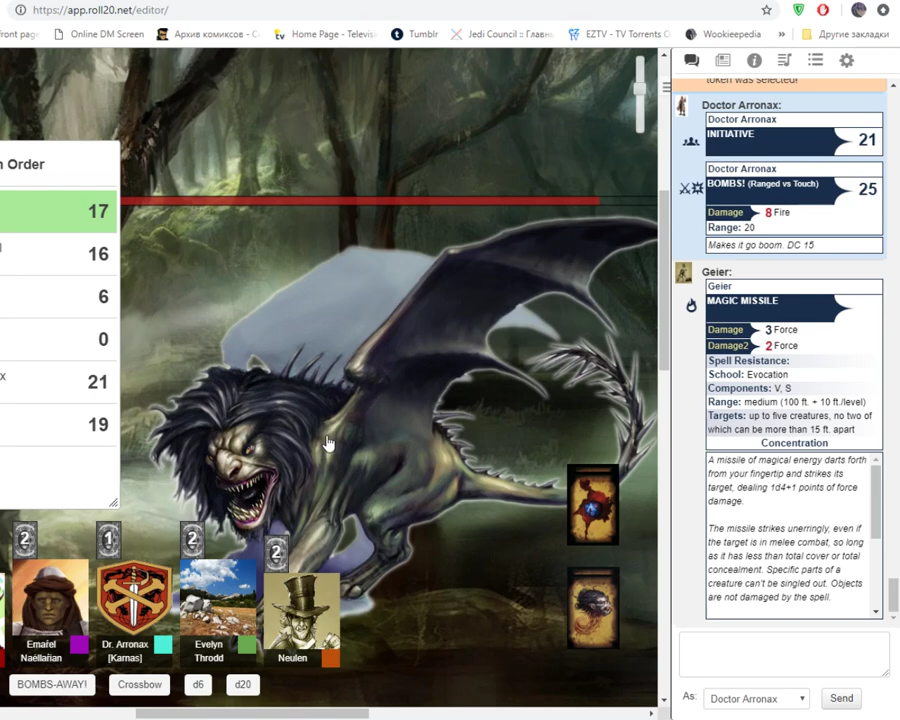 https://app.roll20.net/editor/
front page
Online DM Screen
Архив комиксов - С
Home Page - Televisi
Tumblr
Jedi Council :: Главн
EZTV - TV Torrents O
Wookieepedia
»
Другие закладки
token was selected!
n Order
17
16
6
0
x
21
19
Doctor Arronax:
Doctor Arronax
INITIATIVE
21
Doctor Arronax
BOMBS! (Ranged vs Touch)
25
Damage 8 Fire
Range: 20
Makes it go boom. DC 15
Geier:
Geier
MAGIC MISSILE
Damage 3 Force
Damage2 2 Force
Spell Resistance:
School: Evocation
Components: V, S
Range: medium (100 ft. + 10 ft./level)
Targets: up to five creatures, no two of
which can be more than 15 ft. apart
Concentration
A missile of magical energy darts forth
from your fingertip and strikes its
target, dealing 1d4+1 points of force
damage.
The missile strikes unerringly, even if
the target is in melee combat, so long
as it has less than total cover or total
concealment. Specific parts of a
creature can't be singled out. Objects
are not damaged by the spell.
2
1
2
2
Emařel
Naëllařian
Dr. Arronax
[Karnas]
Evelyn
Throdd
Neulen
BOMBS-AWAY!
Crossbow
d6
d20
As:
Doctor Arronax
Send